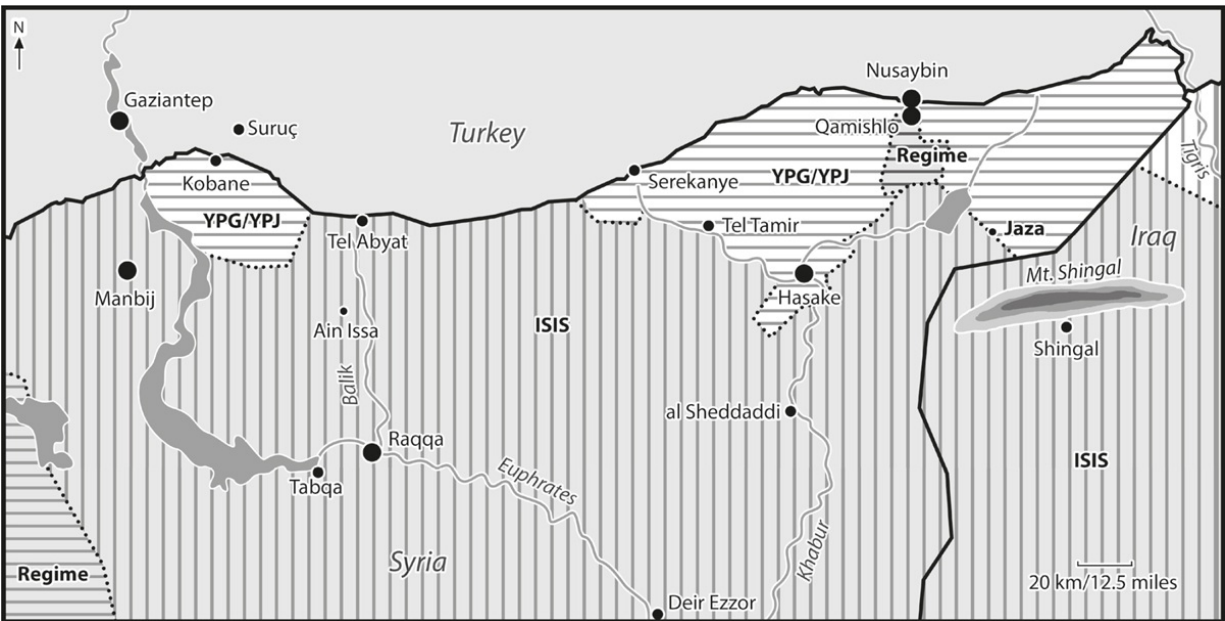 N
Gaziantep
Suruç
Turkey
Nusaybin
Qamishlo
Regime
Tigris
Kobane
YPG/YPJ
Serekanye
YPG/YPJ
Tel Abyat
Tel Tamir
Jaza
Iraq
Manbij
Hasake
Mt. Shingal
Ain Issa
ISIS
Shingal
Balik
al Sheddaddi
Raqqa
Tabqa
Euphrates
ISIS
Khabur
Syria
Regime
20 km/12.5 miles
Deir Ezzor